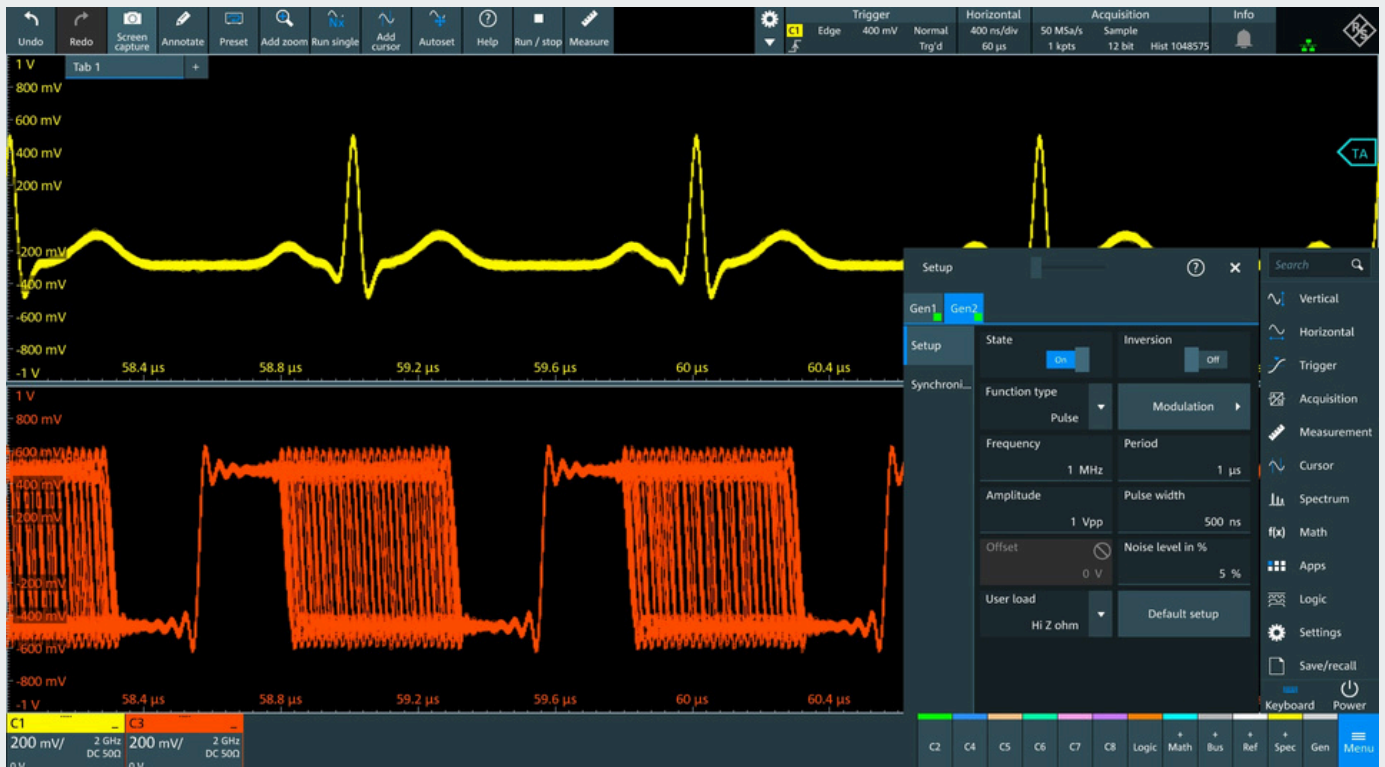 Undo Redo Screen capture Annotate Preset Add zoom Run single Add cursor Autoset Help Run / stop Measure
Nx
Trigger Horizontal Acquisition Info
C1 Edge 400 mV Normal 400 ns/div 50 MSa/s Sample
Trg'd 60 µs 1 kpts 12 bit Hist 1048575
R&S
Tab 1 +
1 V
800 mV
600 mV
400 mV
200 mV
-200 mV
-400 mV
-600 mV
-800 mV
-1 V
58.4 µs 58.8 µs 59.2 µs 59.6 µs 60 µs 60.4 µs
TA
1 V
800 mV
600 mV
400 mV
200 mV
-200 mV
-400 mV
-600 mV
-800 mV
-1 V
58.4 µs 58.8 µs 59.2 µs 59.6 µs 60 µs 60.4 µs
Setup ? ×
Gen1 Gen2
Setup
Synchroni...
State Inversion
On Off
Function type
Pulse
Modulation
Frequency Period
1 MHz 1 µs
Amplitude Pulse width
1 Vpp 500 ns
Offset Noise level in %
0 V 5 %
User load
Hi Z ohm
Default setup
Search
Vertical
Horizontal
Trigger
Acquisition
Measurement
Cursor
Spectrum
f(x) Math
Apps
Logic
Settings
Save/recall
Keyboard Power
C1 C3
200 mV/ 2 GHz 200 mV/ 2 GHz
DC 50Ω DC 50Ω
0 V 0 V
C2 C4 C5 C6 C7 C8 Logic + Math + Bus + Ref + Spec Gen Menu